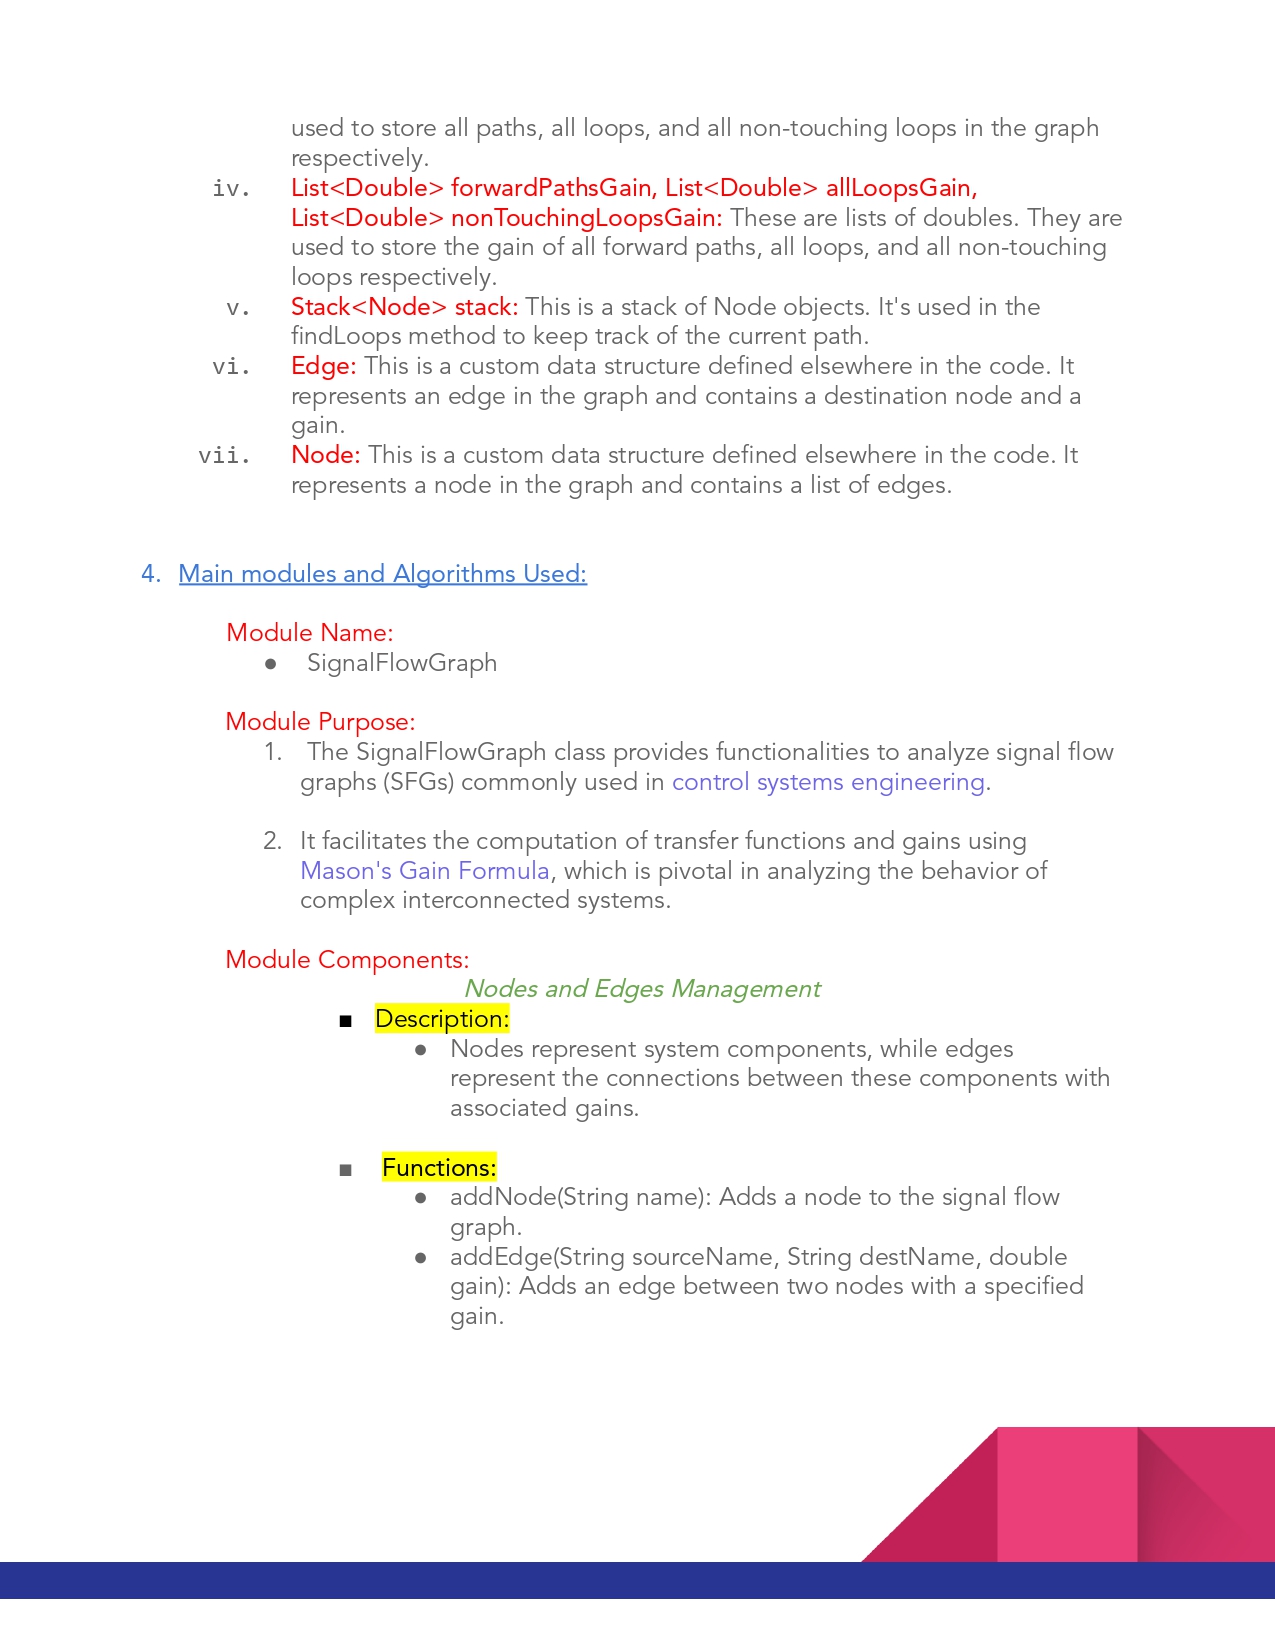 used to store all paths, all loops, and all non-touching loops in the graph
respectively.
iv. List<Double> forwardPathsGain, List<Double> allLoopsGain,
List<Double> nonTouchingLoopsGain: These are lists of doubles. They are
used to store the gain of all forward paths, all loops, and all non-touching
loops respectively.
v. Stack<Node> stack: This is a stack of Node objects. It's used in the
findLoops method to keep track of the current path.
vi. Edge: This is a custom data structure defined elsewhere in the code. It
represents an edge in the graph and contains a destination node and a
gain.
vii. Node: This is a custom data structure defined elsewhere in the code. It
represents a node in the graph and contains a list of edges.
4. Main modules and Algorithms Used:
Module Name:
● SignalFlowGraph
Module Purpose:
1. The SignalFlowGraph class provides functionalities to analyze signal flow
graphs (SFGs) commonly used in control systems engineering.
2. It facilitates the computation of transfer functions and gains using
Mason's Gain Formula, which is pivotal in analyzing the behavior of
complex interconnected systems.
Module Components:
Nodes and Edges Management
■ Description:
● Nodes represent system components, while edges
represent the connections between these components with
associated gains.
■ Functions:
● addNode(String name): Adds a node to the signal flow
graph.
● addEdge(String sourceName, String destName, double
gain): Adds an edge between two nodes with a specified
gain.